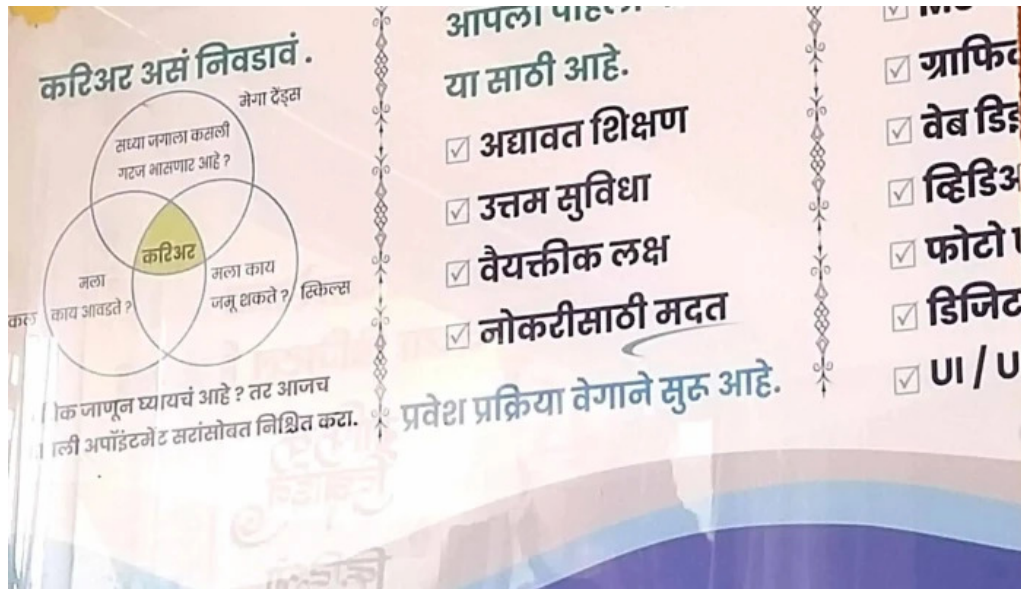 करिअर असं निवडावं .
मेगा ट्रेंड्स
सध्या जगाला कसली
गरज भासणार आहे ?
करिअर
मला
काय आवडते ?
कल
मला काय
जमू शकते ?
स्किल्स
जाणून घ्यायचं आहे ? तर आजच
अपॉइंटमेंट सरांसोबत निश्चित करा.
आपला
या साठी आहे.
अद्यावत शिक्षण
उत्तम सुविधा
वैयक्तीक लक्ष
नोकरीसाठी मदत
प्रवेश प्रक्रिया वेगाने सुरू आहे.
वेब
फोटो
UI /